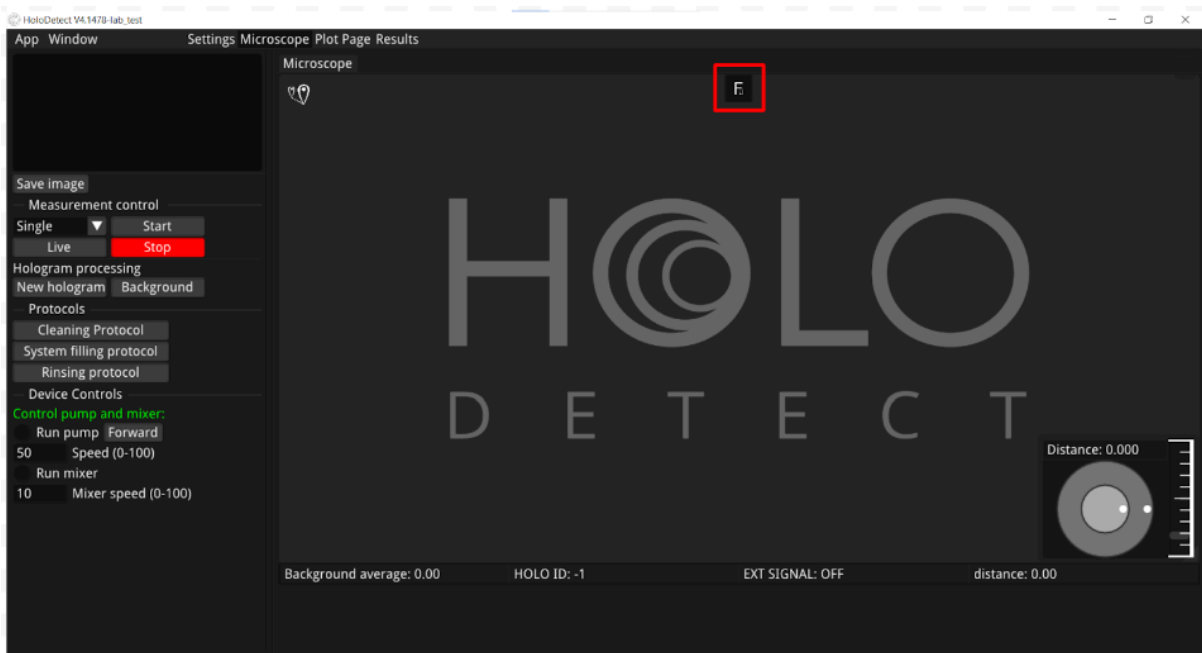 HoloDetect V4.1478-lab_test
App Window Settings Microscope Plot Page Results
Microscope
Save image
Measurement control
Single Start
Live Stop
Hologram processing
New hologram Background
Protocols
Cleaning Protocol
System filling protocol
Rinsing protocol
Device Controls
Control pump and mixer:
Run pump Forward
50 Speed (0-100)
Run mixer
10 Mixer speed (0-100)
HOLO
DETECT
Distance: 0.000
Background average: 0.00 HOLO ID: -1 EXT SIGNAL: OFF distance: 0.00